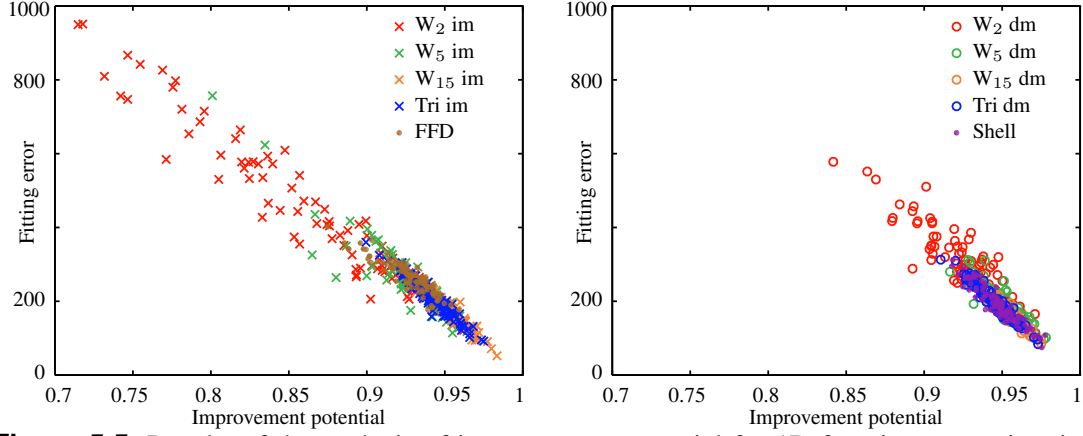 1000
800
200
0
Fitting error
0.7 0.75 0.8 0.85 0.9 0.95 1
Improvement potential
W2 im
W5 im
W15 im
Tri im
FFD
1000
800
200
0
Fitting error
0.7 0.75 0.8 0.85 0.9 0.95 1
Improvement potential
W2 dm
W5 dm
W15 dm
Tri dm
Shell